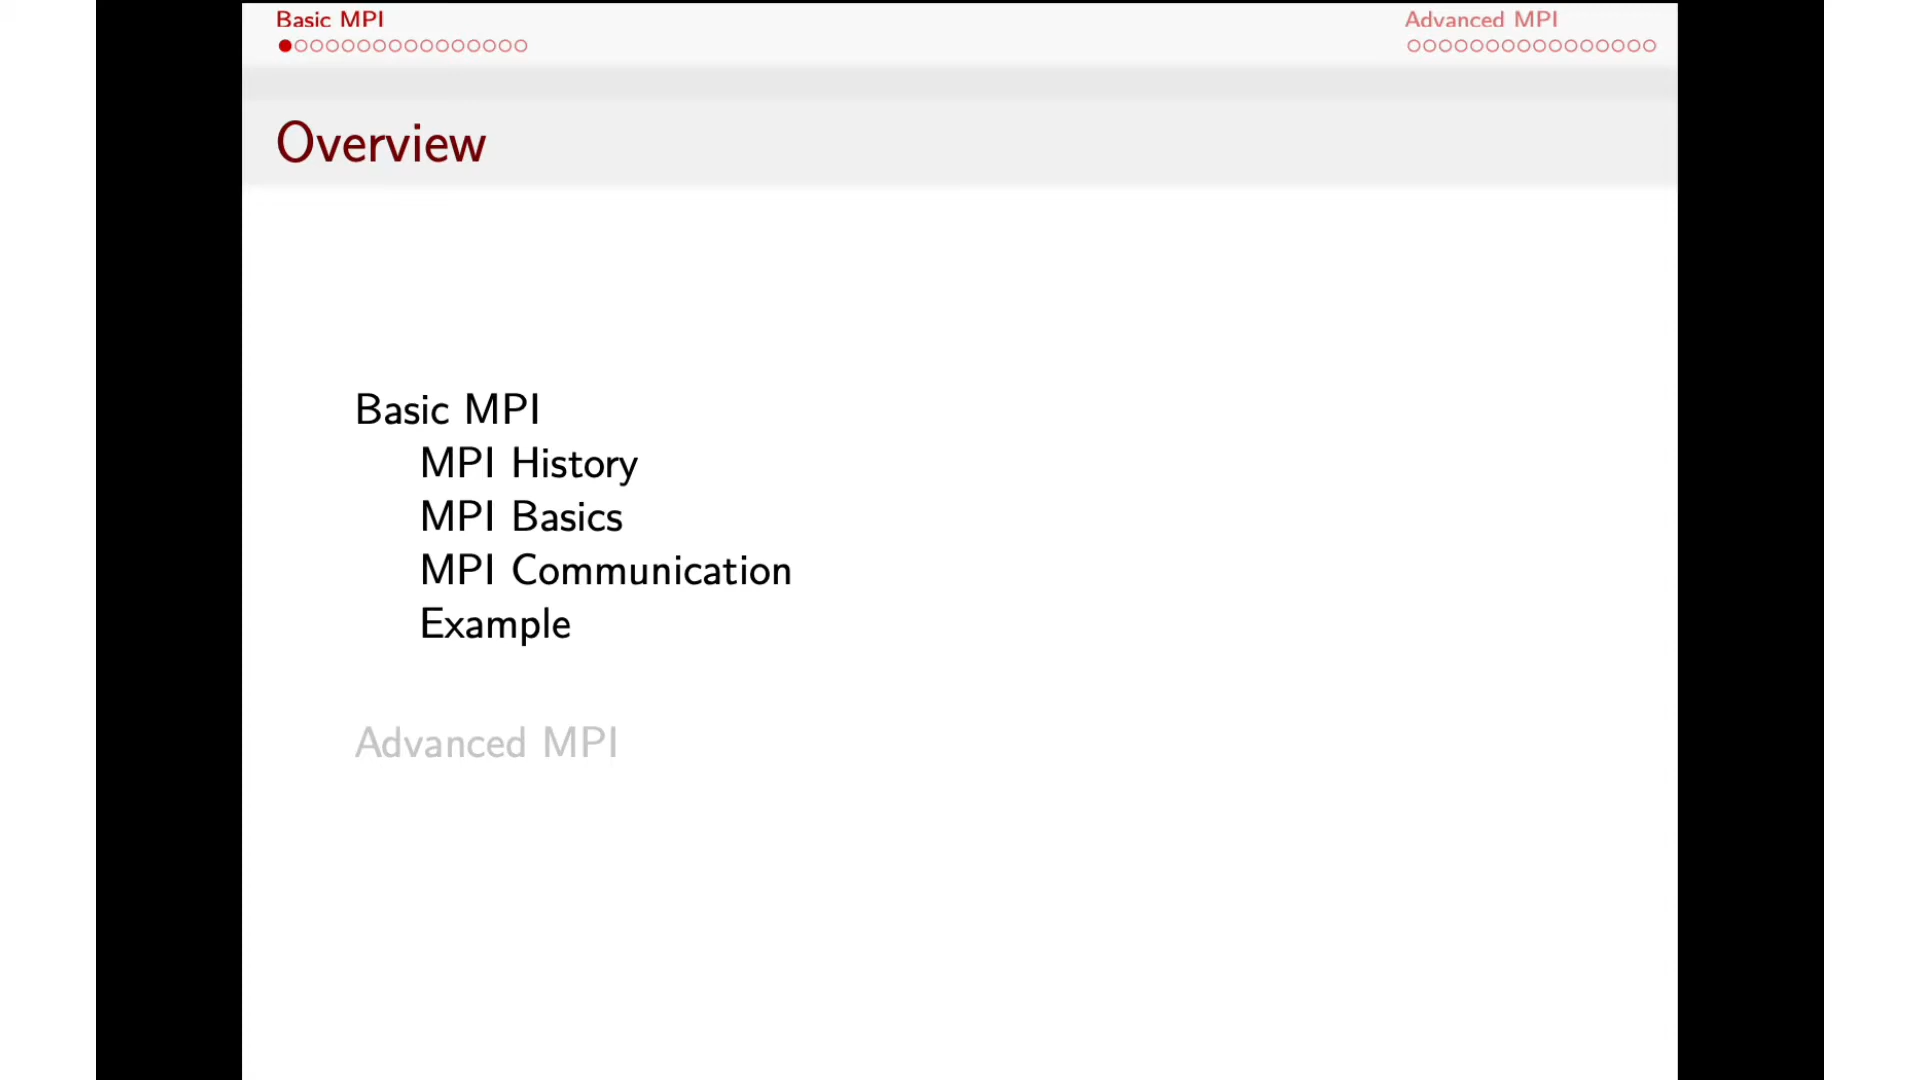 Basic MPI
Advanced MPI
Overview
Basic MPI
MPI History
MPI Basics
MPI Communication
Example
Advanced MPI